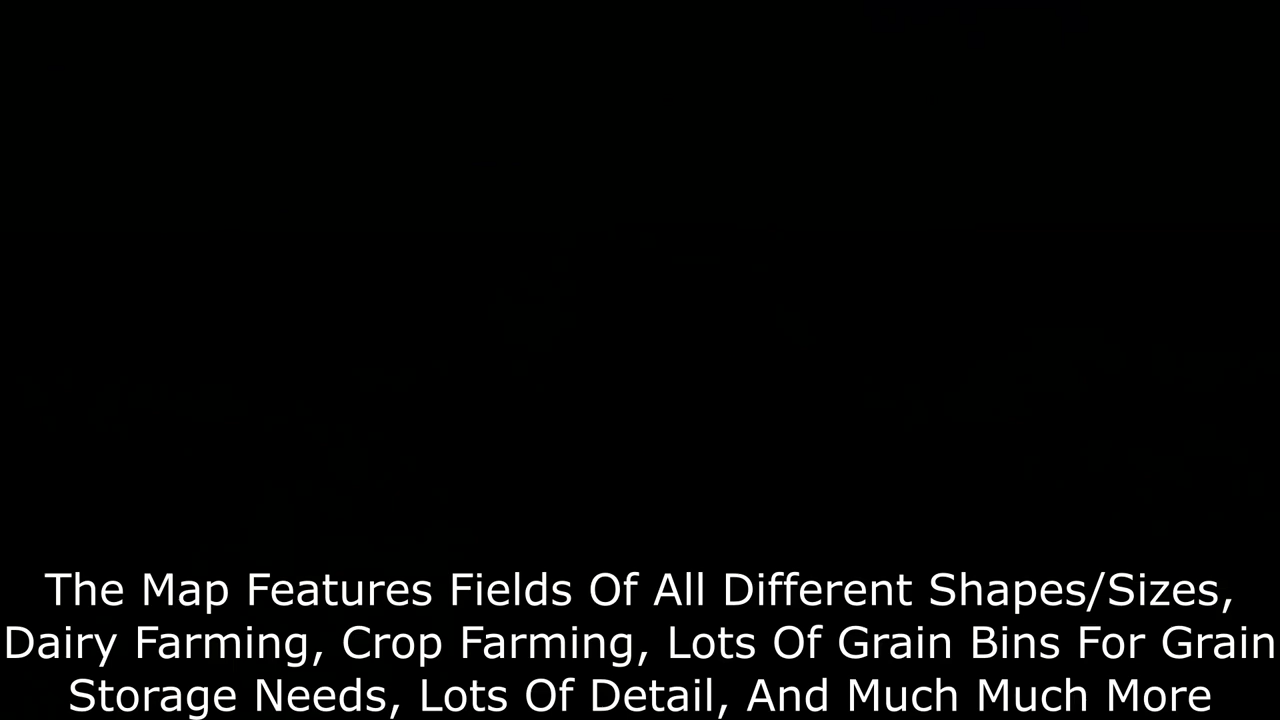 The Map Features Fields Of All Different Shapes/Sizes,
Dairy Farming, Crop Farming, Lots Of Grain Bins For Grain
Storage Needs, Lots Of Detail, And Much Much More